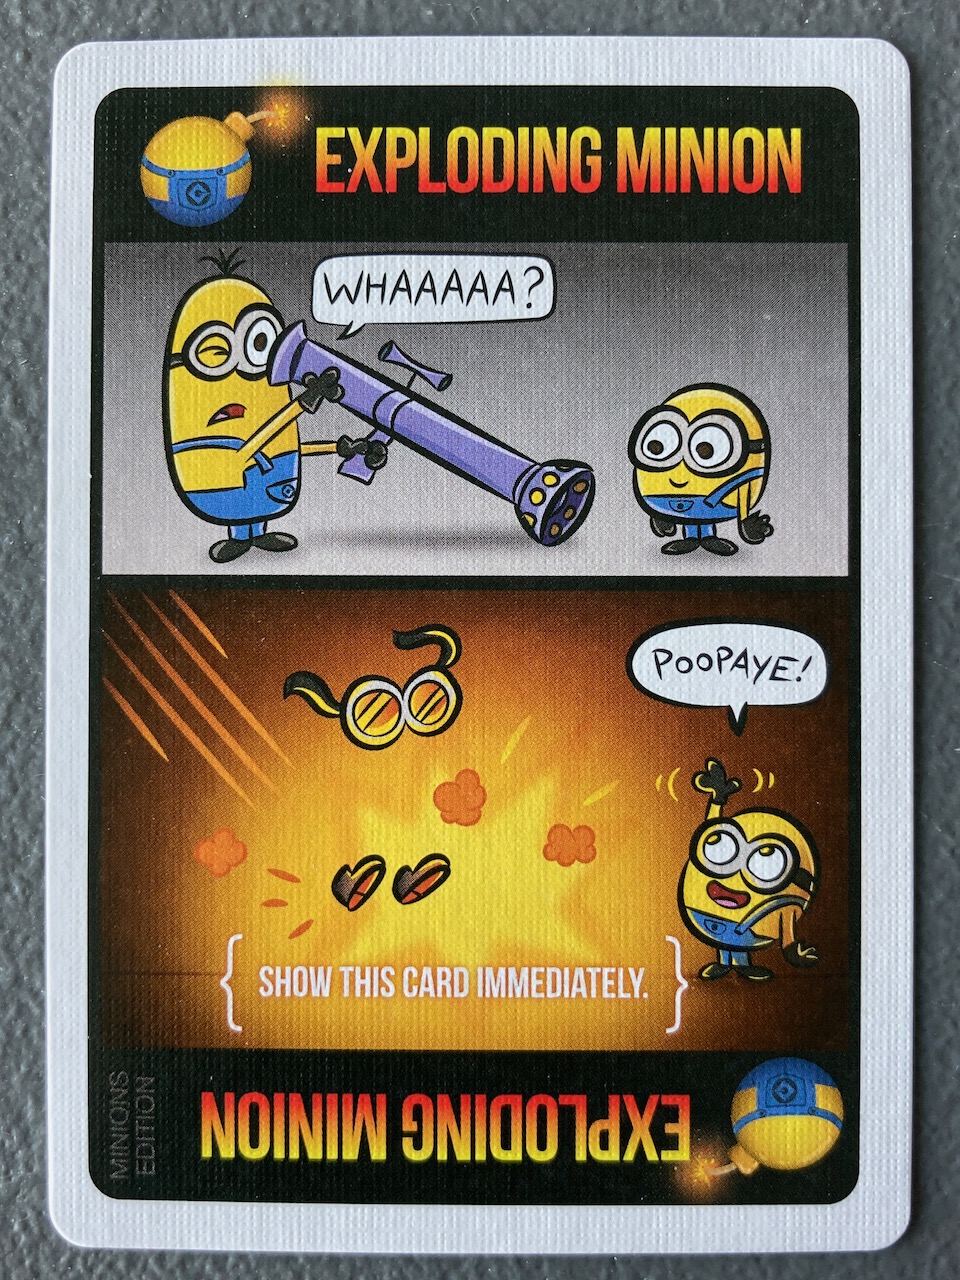 EXPLODING MINION
WHAAAAA?
POOPAYE!
SHOW THIS CARD IMMEDIATELY.
MINIONS
EDITION
EXPLODING MINION